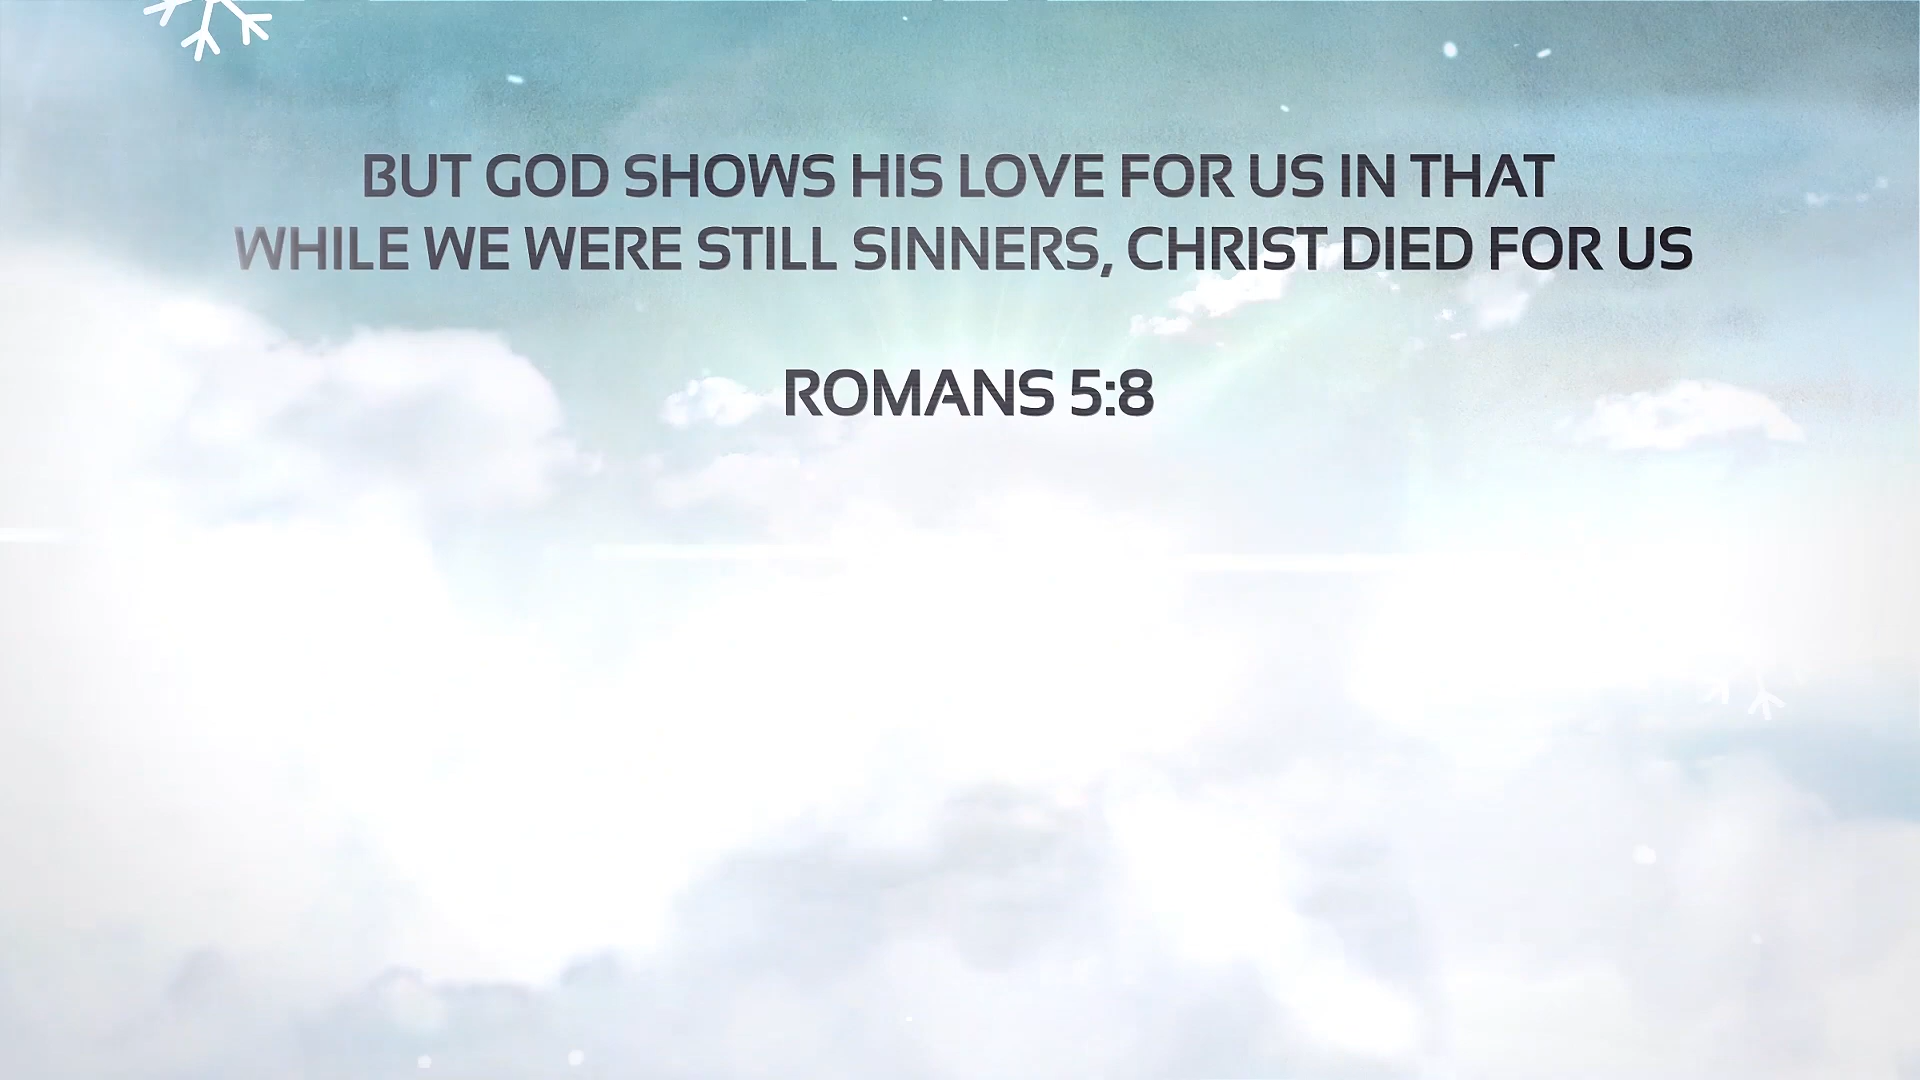 BUT GOD SHOWS HIS LOVE FOR US IN THAT
WHILE WE WERE STILL SINNERS, CHRIST DIED FOR US
ROMANS 5:8